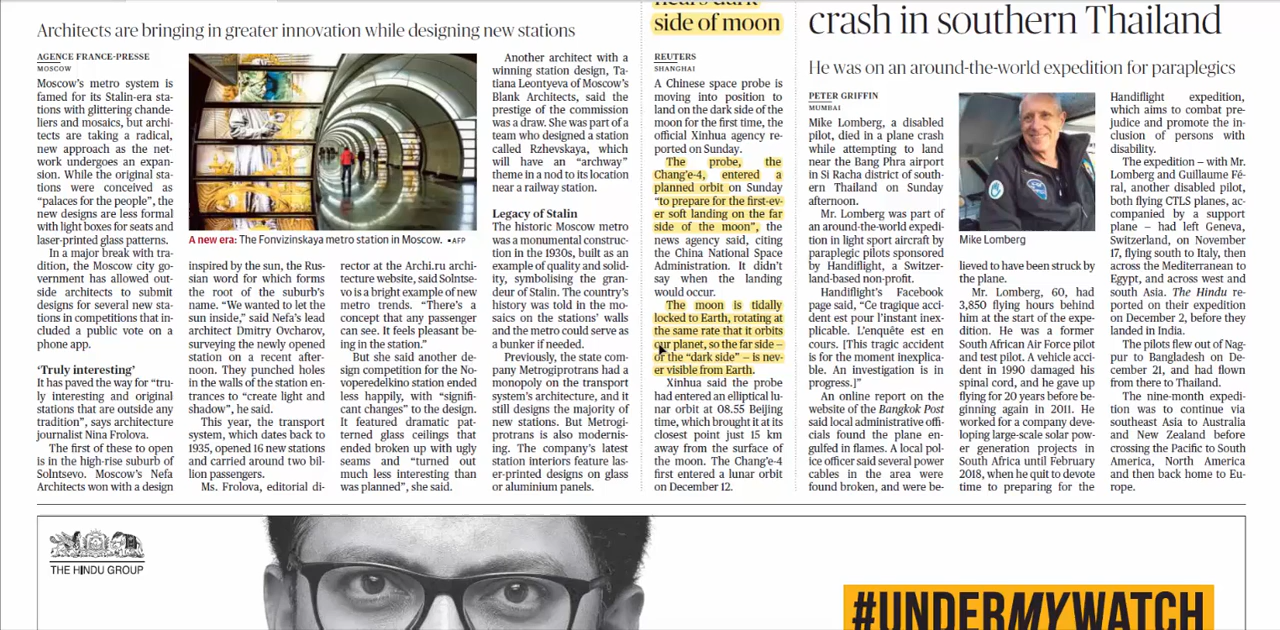 Architects are bringing in greater innovation while designing new stations
AGENCE FRANCE-PRESSE
MOSCOW
Moscow's metro system is
famed for its Stalin-era sta-
tions with glittering chande-
liers and mosaics, but archi-
tects are taking a radical,
new approach as the net-
work undergoes an expan-
sion. While the original sta-
tions were conceived as
"palaces for the people", the
new designs are less formal
with light boxes for seats and
laser-printed glass patterns.
In a major break with tra-
dition, the Moscow city go-
vernment has allowed out-
side architects to submit
designs for several new sta-
tions in competitions that in-
cluded a public vote on a
phone app.
'Truly interesting'
It has paved the way for "tru-
ly interesting and original
stations that are outside any
tradition", says architecture
journalist Nina Frolova.
The first of these to open
is in the high-rise suburb of
Solntsevo. Moscow's Nefa
Architects won with a design
A new era: The Fonvizinskaya metro station in Moscow. ▪AFP
inspired by the sun, the Rus-
sian word for which forms
the root of the suburb's
name. "We wanted to let the
sun inside," said Nefa's lead
architect Dmitry Ovcharov,
surveying the newly opened
station on a recent after-
noon. They punched holes
in the walls of the station en-
trances to "create light and
shadow", he said.
This year, the transport
system, which dates back to
1935, opened 16 new stations
and carried around two bil-
lion passengers.
Ms. Frolova, editorial di-
rector at the Archi.ru archi-
tecture website, said Solntse-
vo is a bright example of new
metro trends. "There's a
concept that any passenger
can see. It feels pleasant be-
ing in the station."
But she said another de-
sign competition for the No-
voperedelkino station ended
less happily, with "signifi-
cant changes" to the design.
It featured dramatic pat-
terned glass ceilings that
ended broken up with ugly
seams and "turned out
much less interesting than
was planned", she said.
Another architect with a
winning station design, Ta-
tiana Leontyeva of Moscow's
Blank Architects, said the
prestige of the commission
was a draw. She was part of a
team who designed a station
called Rzhevskaya, which
will have an "archway"
theme in a nod to its location
near a railway station.
Legacy of Stalin
The historic Moscow metro
was a monumental construc-
tion in the 1930s, built as an
example of quality and solid-
ity, symbolising the gran-
deur of Stalin. The country's
history was told in the mo-
saics on the stations' walls
and the metro could serve as
a bunker if needed.
Previously, the state com-
pany Metrogiprotrans had a
monopoly on the transport
system's architecture, and it
still designs the majority of
new stations. But Metrogi-
protrans is also modernis-
ing. The company's latest
station interiors feature las-
er-printed designs on glass
or aluminium panels.
nears dark
side of moon
REUTERS
SHANGHAI
A Chinese space probe is
moving into position to
land on the dark side of the
moon for the first time, the
official Xinhua agency re-
ported on Sunday.
The probe, the
Chang'e-4, entered a
planned orbit on Sunday
"to prepare for the first-ev-
er soft landing on the far
side of the moon", the
news agency said, citing
the China National Space
Administration. It didn't
say when the landing
would occur.
The moon is tidally
locked to Earth, rotating at
the same rate that it orbits
our planet, so the far side –
or the "dark side" – is nev-
er visible from Earth.
Xinhua said the probe
had entered an elliptical lu-
nar orbit at 08.55 Beijing
time, which brought it at its
closest point just 15 km
away from the surface of
the moon. The Chang'e-4
first entered a lunar orbit
on December 12.
crash in southern Thailand
He was on an around-the-world expedition for paraplegics
PETER GRIFFIN
MUMBAI
Mike Lomberg, a disabled
pilot, died in a plane crash
while attempting to land
near the Bang Phra airport
in Si Racha district of south-
ern Thailand on Sunday
afternoon.
Mr. Lomberg was part of
an around-the-world expedi-
tion in light sport aircraft by
paraplegic pilots sponsored
by Handiflight, a Switzer-
land-based non-profit.
Handiflight's Facebook
page said, "Ce tragique acci-
dent est pour l'instant inex-
plicable. L'enquête est en
cours. [This tragic accident
is for the moment inexplica-
ble. An investigation is in
progress.]"
An online report on the
website of the Bangkok Post
said local administrative offi-
cials found the plane en-
gulfed in flames. A local pol-
ice officer said several power
cables in the area were
found broken, and were be-
Mike Lomberg
lieved to have been struck by
the plane.
Mr. Lomberg, 60, had
3,850 flying hours behind
him at the start of the expe-
dition. He was a former
South African Air Force pilot
and test pilot. A vehicle acci-
dent in 1990 damaged his
spinal cord, and he gave up
flying for 20 years before be-
ginning again in 2011. He
worked for a company deve-
loping large-scale solar pow-
er generation projects in
South Africa until February
2018, when he quit to devote
time to preparing for the
Handiflight expedition,
which aims to combat pre-
judice and promote the in-
clusion of persons with
disability.
The expedition – with Mr.
Lomberg and Guillaume Fé-
ral, another disabled pilot,
both flying CTLS planes, ac-
companied by a support
plane – had left Geneva,
Switzerland, on November
17, flying south to Italy, then
across the Mediterranean to
Egypt, and across west and
south Asia. The Hindu re-
ported on their expedition
on December 2, before they
landed in India.
The pilots flew out of Nag-
pur to Bangladesh on De-
cember 21, and had flown
from there to Thailand.
The nine-month expedi-
tion was to continue via
southeast Asia to Australia
and New Zealand before
crossing the Pacific to South
America, North America
and then back home to Eu-
rope.
THE HINDU GROUP
#UNDERMYWATCH